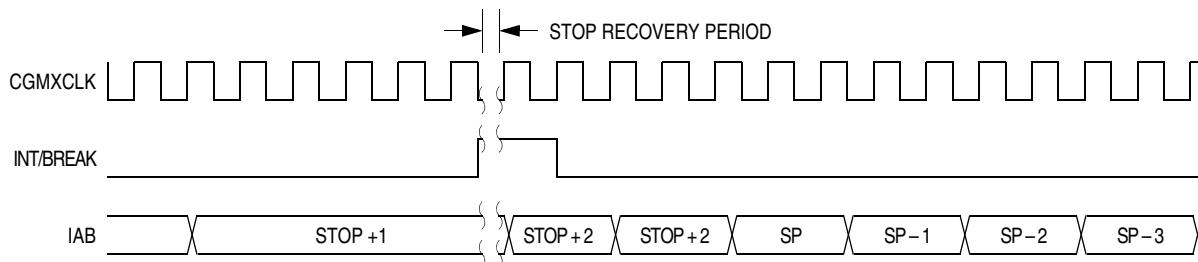 STOP RECOVERY PERIOD
CGMXCLK
INT/BREAK
IAB
STOP +1
STOP + 2
STOP + 2
SP
SP – 1
SP – 2
SP – 3